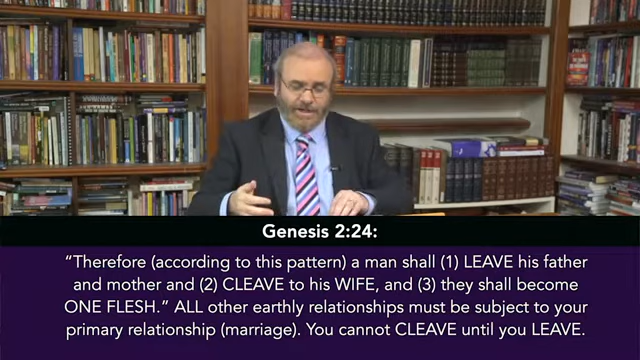 Genesis 2:24:
“Therefore (according to this pattern) a man shall (1) LEAVE his father
and mother and (2) CLEAVE to his WIFE, and (3) they shall become
ONE FLESH.” ALL other earthly relationships must be subject to your
primary relationship (marriage). You cannot CLEAVE until you LEAVE.